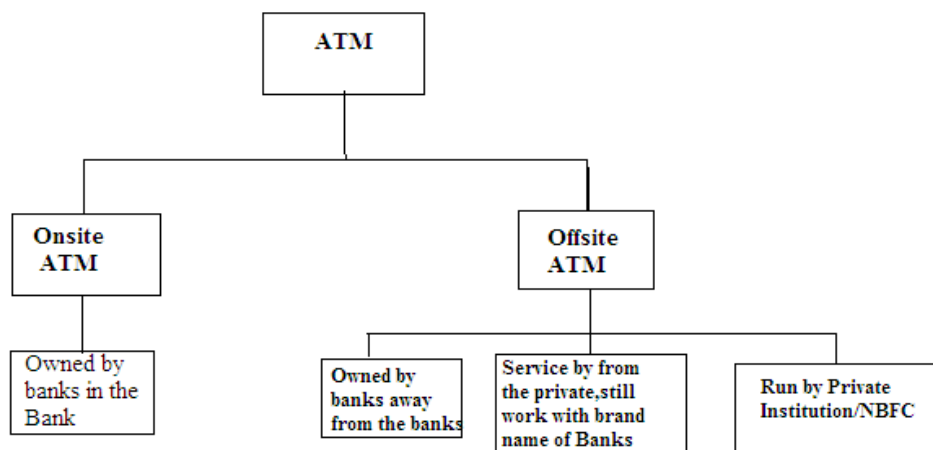 ATM
Onsite
ATM
Offsite
ATM
Owned by
banks in the
Bank
Owned by
banks away
from the banks
Service by from
the private,still
work with brand
name of Banks
Run by Private
Institution/NBFC